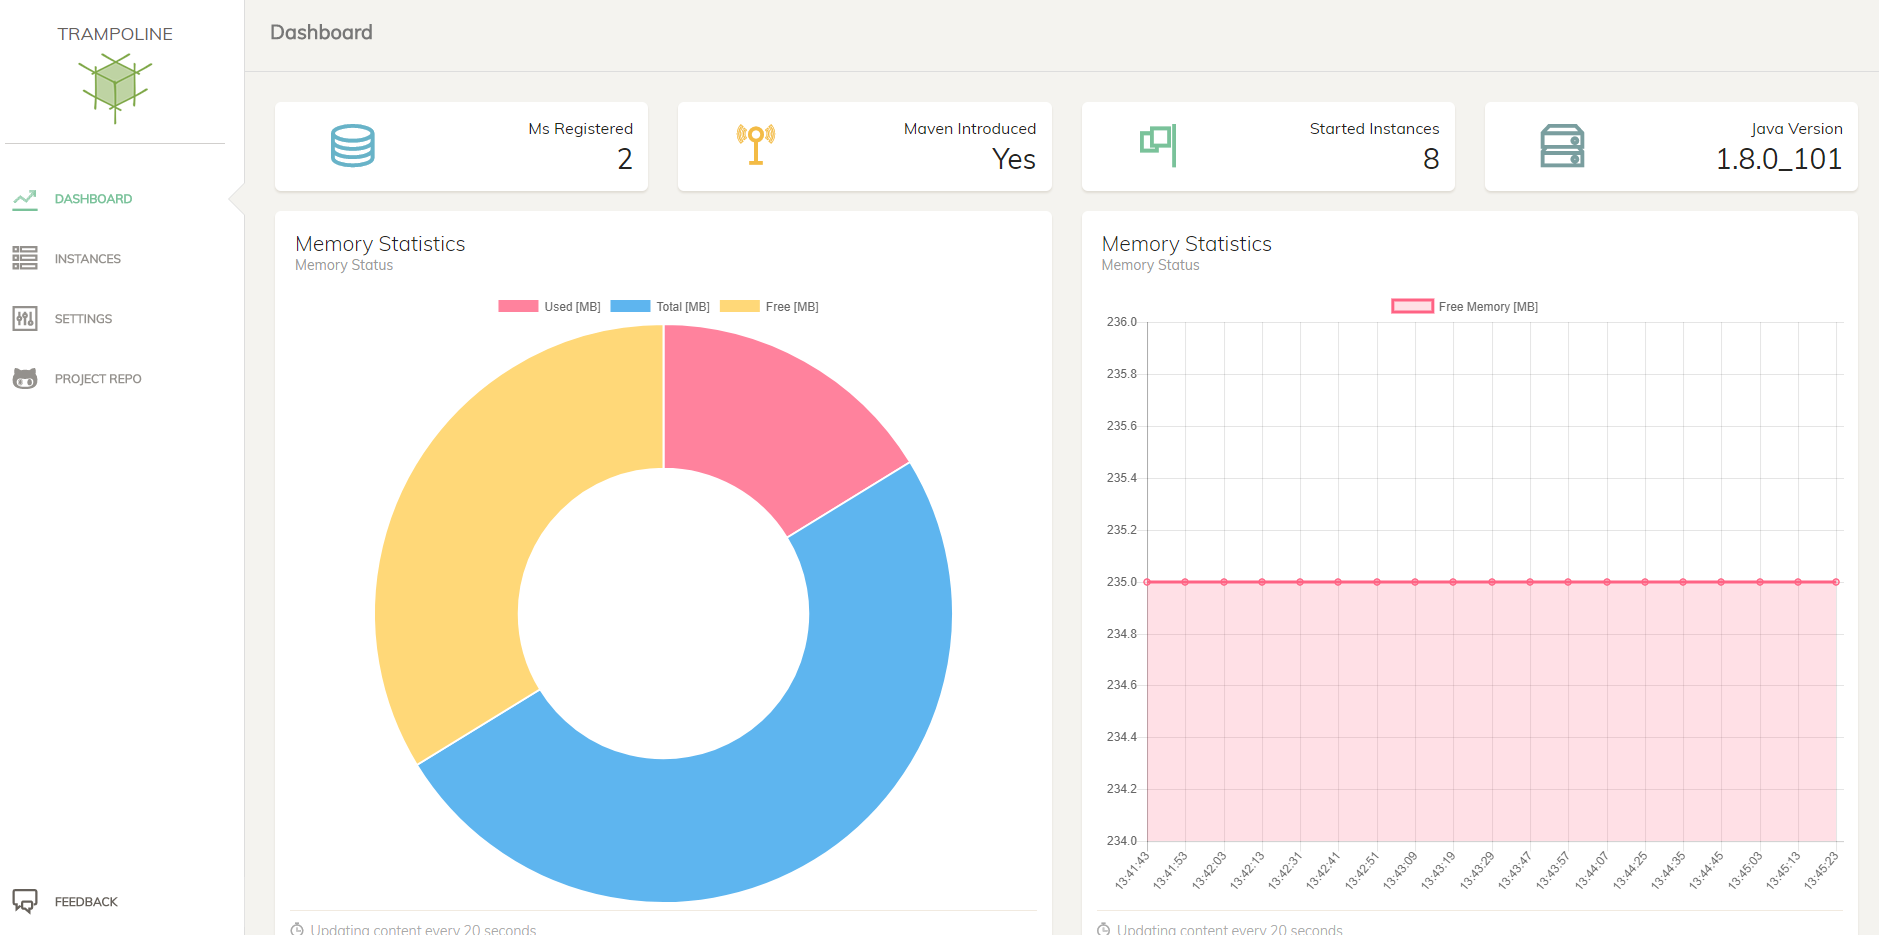 TRAMPOLINE
DASHBOARD
INSTANCES
SETTINGS
PROJECT REPO
FEEDBACK
Dashboard
Ms Registered
2
Maven Introduced
Yes
Started Instances
8
Java Version
1.8.0_101
Memory Statistics
Memory Status
Used [MB] Total [MB] Free [MB]
Updating content every 20 seconds
Memory Statistics
Memory Status
Free Memory [MB]
236.0
235.8
235.6
235.4
235.2
235.0
234.8
234.6
234.4
234.2
234.0
13:41:43 13:41:53 13:42:03 13:42:13 13:42:31 13:42:41 13:42:51 13:43:09 13:43:19 13:43:29 13:43:47 13:43:57 13:44:07 13:44:25 13:44:35 13:44:45 13:45:03 13:45:13 13:45:23
Updating content every 20 seconds